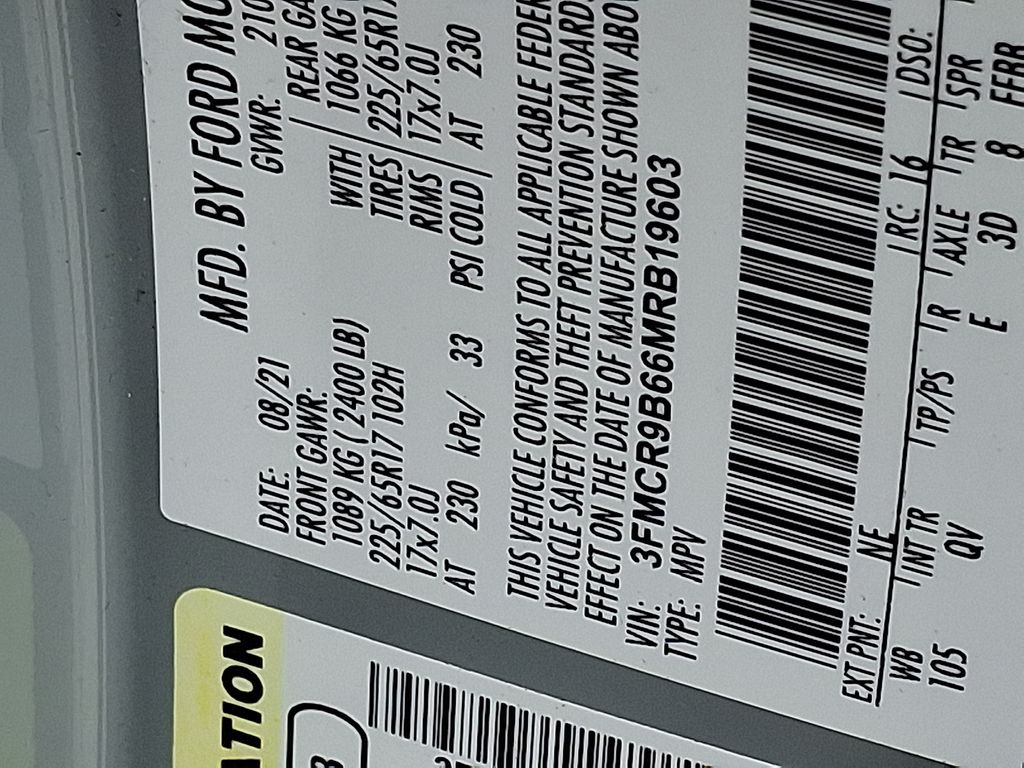 MFD. BY FORD MO
DATE: 08/21 GVWR: 210
FRONT GAWR: REAR GA
1089 KG ( 2400 LB) WITH 1066 KG
225/65R17 102H TIRES 225/65R17
17x7.0J RIMS 17x7.0J
AT 230 kPa/ 33 PSI COLD AT 230
THIS VEHICLE CONFORMS TO ALL APPLICABLE FEDER
VEHICLE SAFETY AND THEFT PREVENTION STANDARDS
EFFECT ON THE DATE OF MANUFACTURE SHOWN ABOV
VIN: 3FMCR9B66MRB19603
TYPE: MPV
EXT PNT: NE RC: 16 DSO:
WB INT TR TP/PS R AXLE TR SPR
105 QV E 3D 8 FFRR
ATION